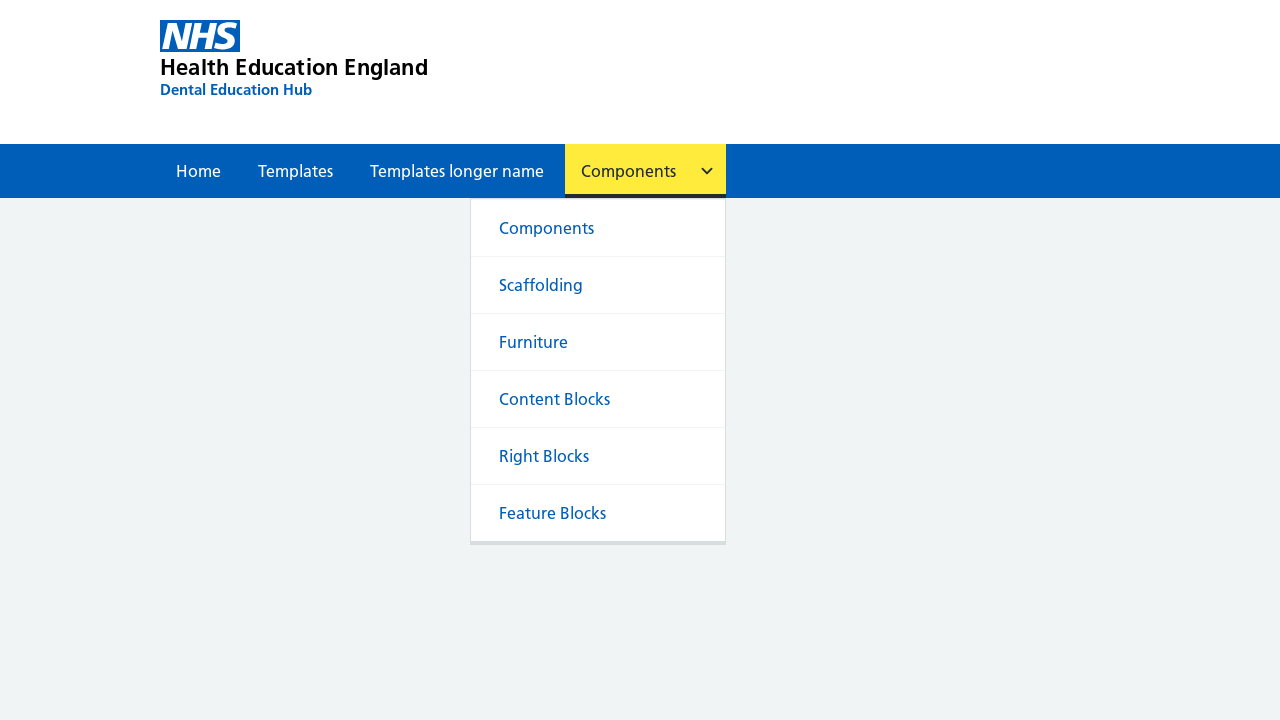 NHS
Health Education England
Dental Education Hub
Home Templates Templates longer name Components
Components
Scaffolding
Furniture
Content Blocks
Right Blocks
Feature Blocks